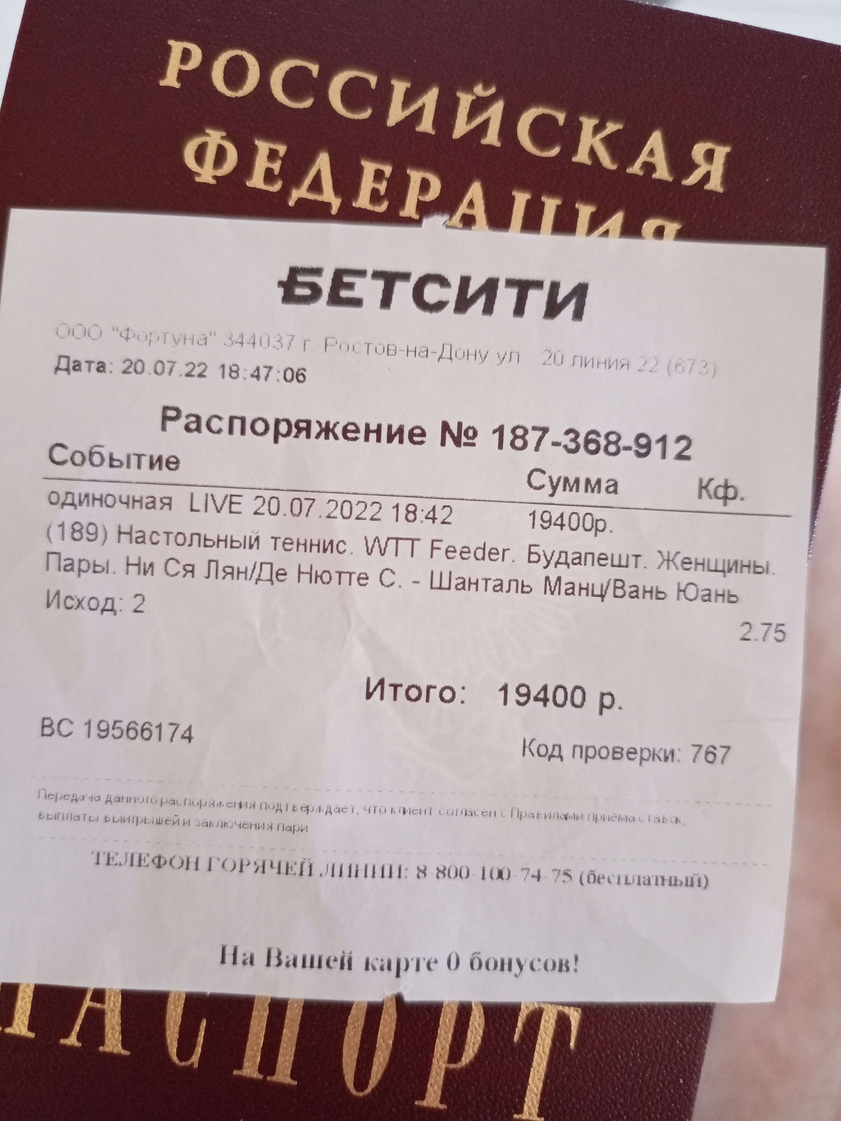 РОССИЙСКАЯ
ФЕДЕРАЦИЯ
БЕТСИТИ
ООО "Фортуна" 344037 г. Ростов-на-Дону ул. 20 линия 22 (673)
Дата: 20.07.22 18:47:06
Распоряжение № 187-368-912
Событие Сумма Кф.
одиночная LIVE 20.07.2022 18:42 19400р.
(189) Настольный теннис. WTT Feeder. Будапешт. Женщины.
Пары. Ни Ся Лян/Де Нютте С. - Шанталь Манц/Вань Юань
Исход: 2
2.75
Итого: 19400 р.
ВС 19566174 Код проверки: 767
Передача данного распоряжения подтверждает, что клиент согласен с Правилами приёма ставок,
выплаты выигрышей и заключения пари
ТЕЛЕФОН ГОРЯЧЕЙ ЛИНИИ: 8-800-100-74-75 (бесплатный)
На Вашей карте 0 бонусов!
ПАСПОРТ